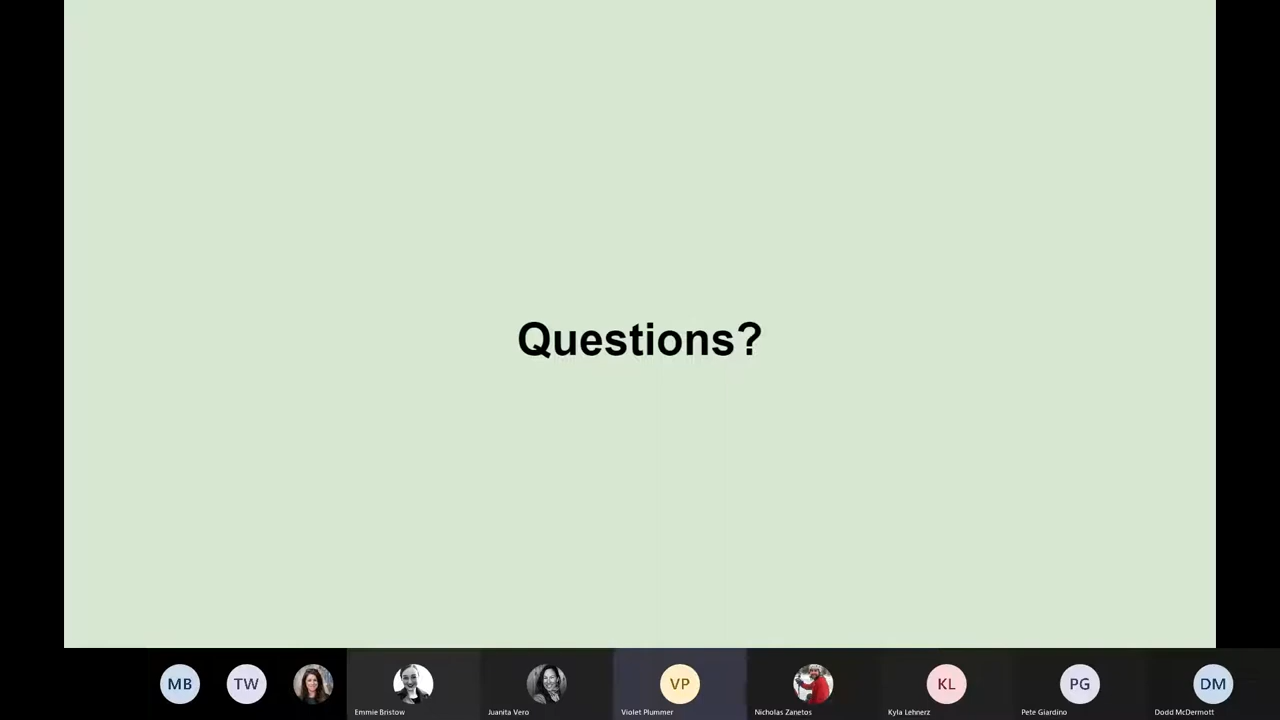 Questions?
MB
TW
VP
KL
PG
DM
Emmie Bristow
Juanita Vero
Violet Plummer
Nicholas Zanetos
Kyla Lehnerz
Pete Giardino
Dodd McDermott